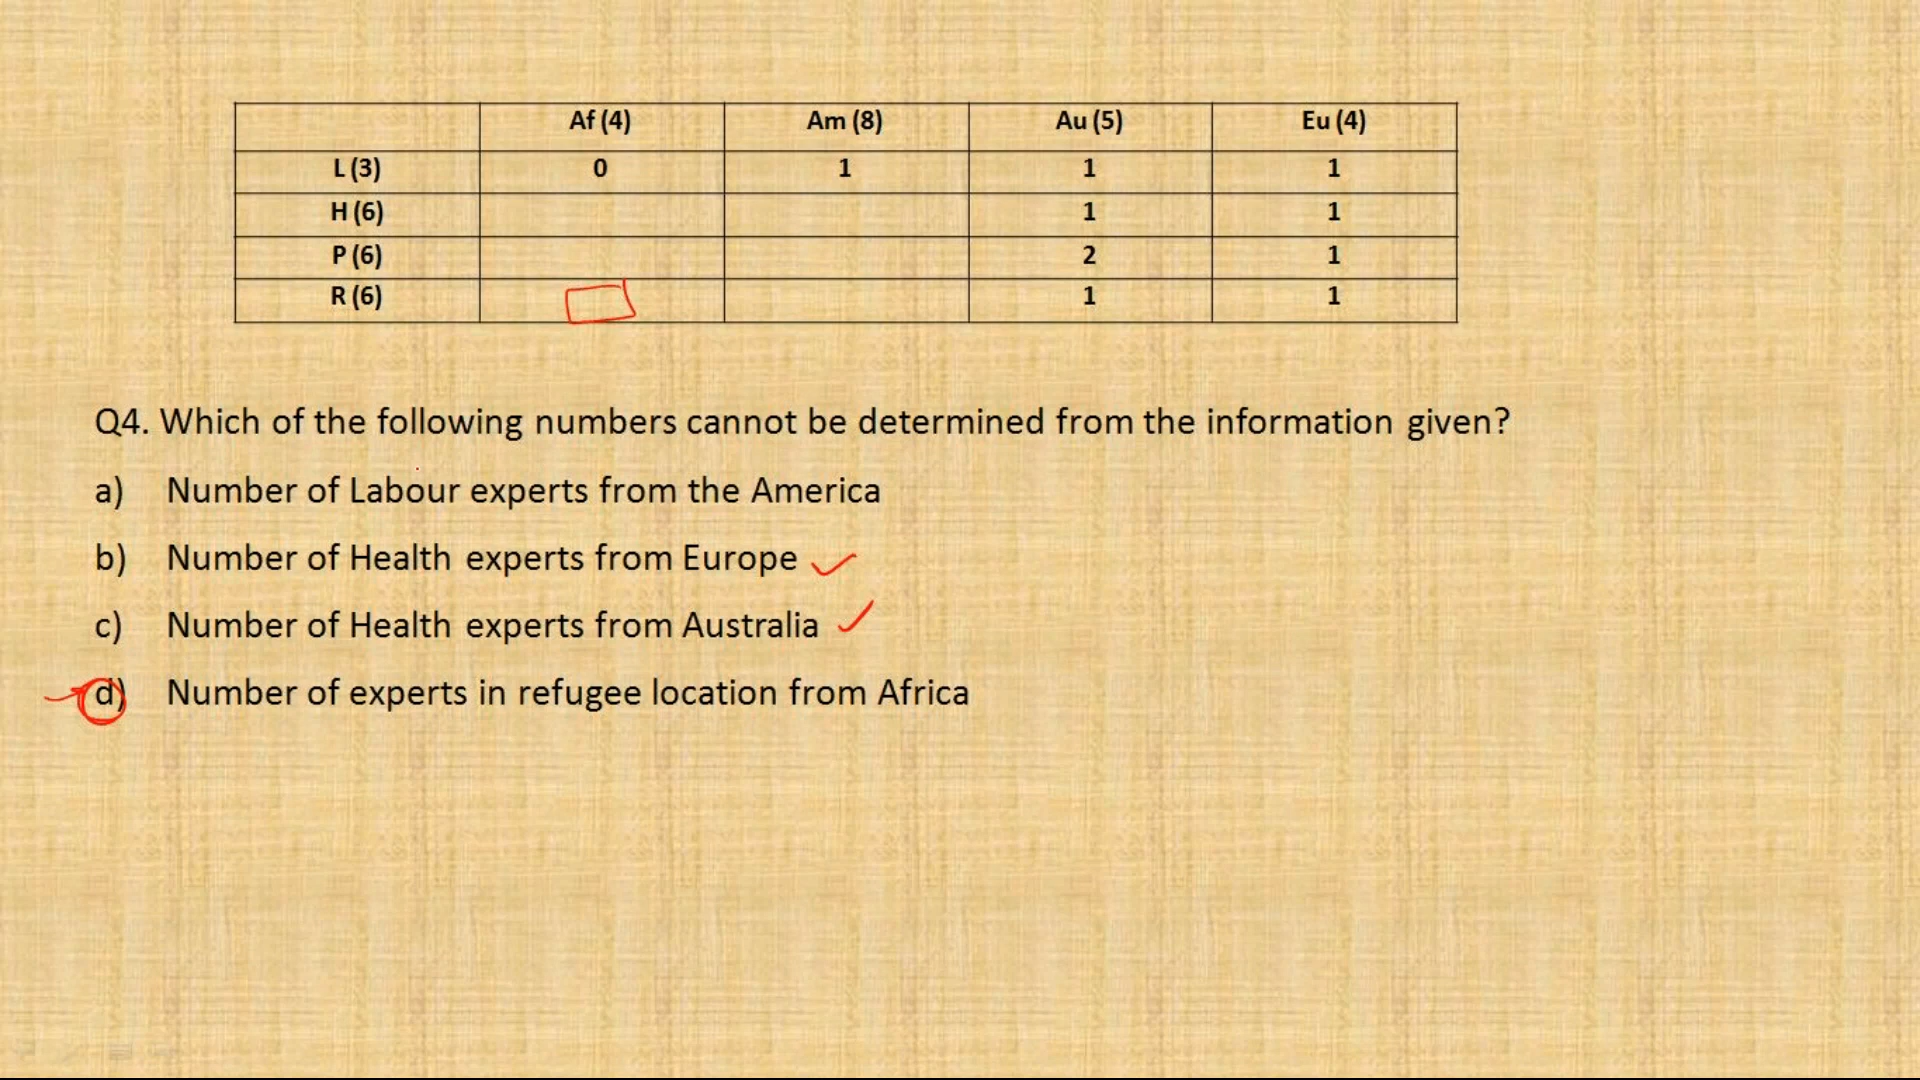 Af (4) Am (8) Au (5) Eu (4)
L (3) 0 1 1 1
H (6) 1 1
P (6) 2 1
R (6) 1 1
Q4. Which of the following numbers cannot be determined from the information given?
a) Number of Labour experts from the America
b) Number of Health experts from Europe
c) Number of Health experts from Australia
d) Number of experts in refugee location from Africa